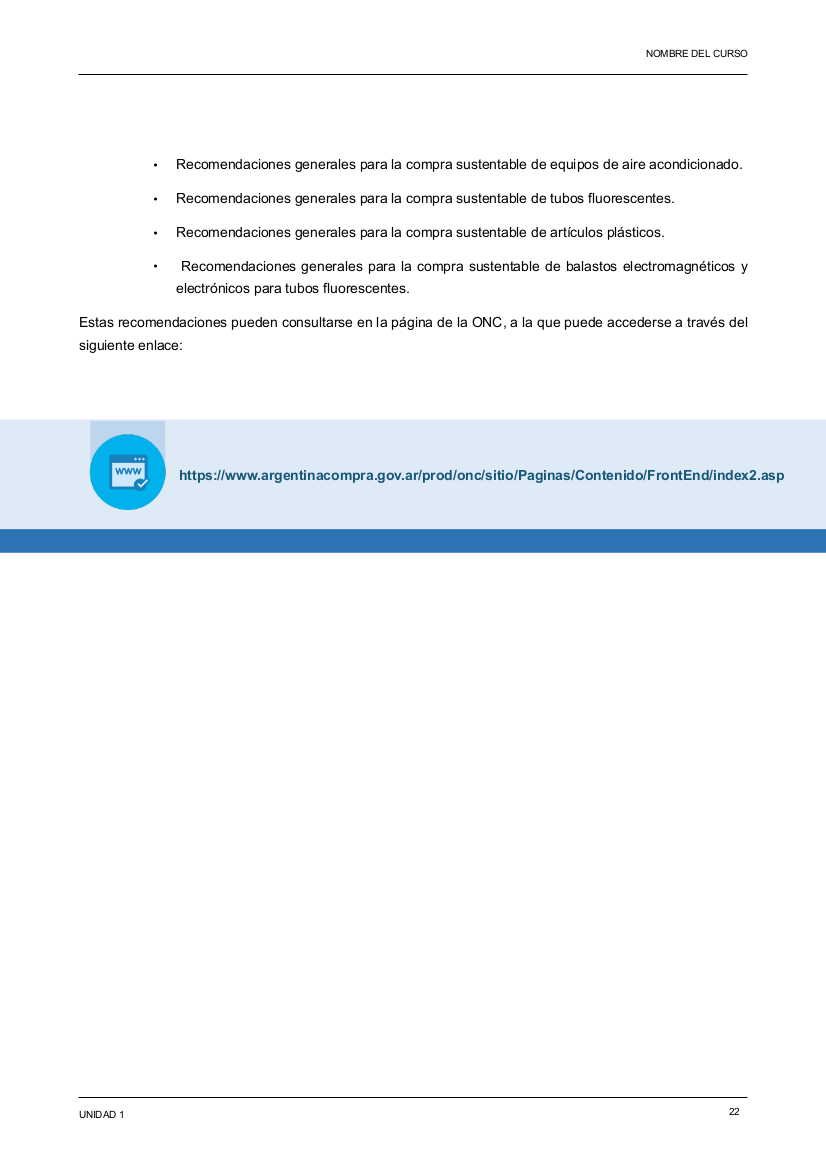 NOMBRE DEL CURSO
• Recomendaciones generales para la compra sustentable de equipos de aire acondicionado.
• Recomendaciones generales para la compra sustentable de tubos fluorescentes.
• Recomendaciones generales para la compra sustentable de artículos plásticos.
• Recomendaciones generales para la compra sustentable de balastos electromagnéticos y
electrónicos para tubos fluorescentes.
Estas recomendaciones pueden consultarse en la página de la ONC, a la que puede accederse a través del
siguiente enlace:
www
https://www.argentinacompra.gov.ar/prod/onc/sitio/Paginas/Contenido/FrontEnd/index2.asp
UNIDAD 1
22